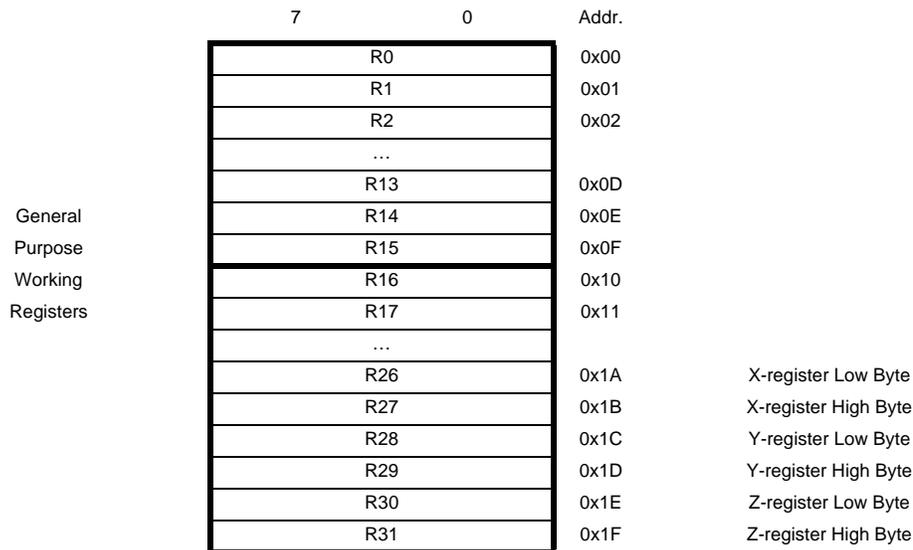 7 0 Addr.
R0 0x00
R1 0x01
R2 0x02
…
R13 0x0D
General R14 0x0E
Purpose R15 0x0F
Working R16 0x10
Registers R17 0x11
…
R26 0x1A X-register Low Byte
R27 0x1B X-register High Byte
R28 0x1C Y-register Low Byte
R29 0x1D Y-register High Byte
R30 0x1E Z-register Low Byte
R31 0x1F Z-register High Byte